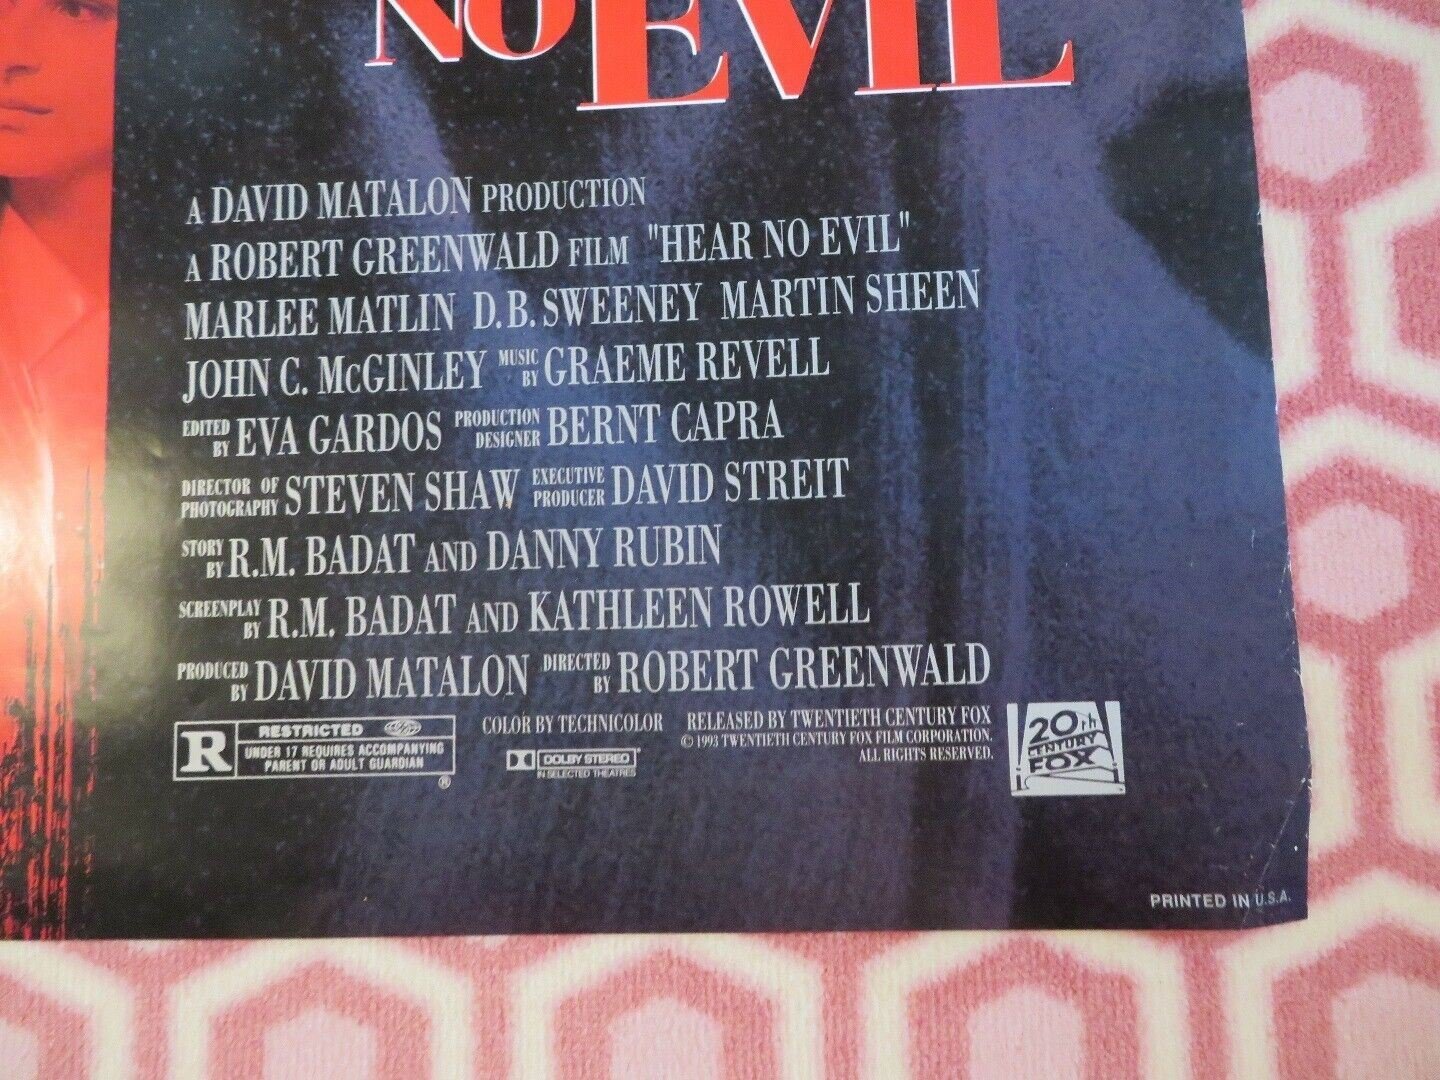 NO EVIL
A DAVID MATALON PRODUCTION
A ROBERT GREENWALD FILM "HEAR NO EVIL"
MARLEE MATLIN D.B. SWEENEY MARTIN SHEEN
JOHN C. McGINLEY MUSIC BY GRAEME REVELL
EDITED BY EVA GARDOS PRODUCTION DESIGNER BERNT CAPRA
DIRECTOR OF PHOTOGRAPHY STEVEN SHAW EXECUTIVE PRODUCER DAVID STREIT
STORY BY R.M. BADAT AND DANNY RUBIN
SCREENPLAY BY R.M. BADAT AND KATHLEEN ROWELL
PRODUCED BY DAVID MATALON DIRECTED BY ROBERT GREENWALD
R RESTRICTED
UNDER 17 REQUIRES ACCOMPANYING
PARENT OR ADULT GUARDIAN
®
COLOR BY TECHNICOLOR
DOLBY STEREO
IN SELECTED THEATRES
RELEASED BY TWENTIETH CENTURY FOX
© 1993 TWENTIETH CENTURY FOX FILM CORPORATION.
ALL RIGHTS RESERVED.
20th
CENTURY
FOX
PRINTED IN U.S.A.